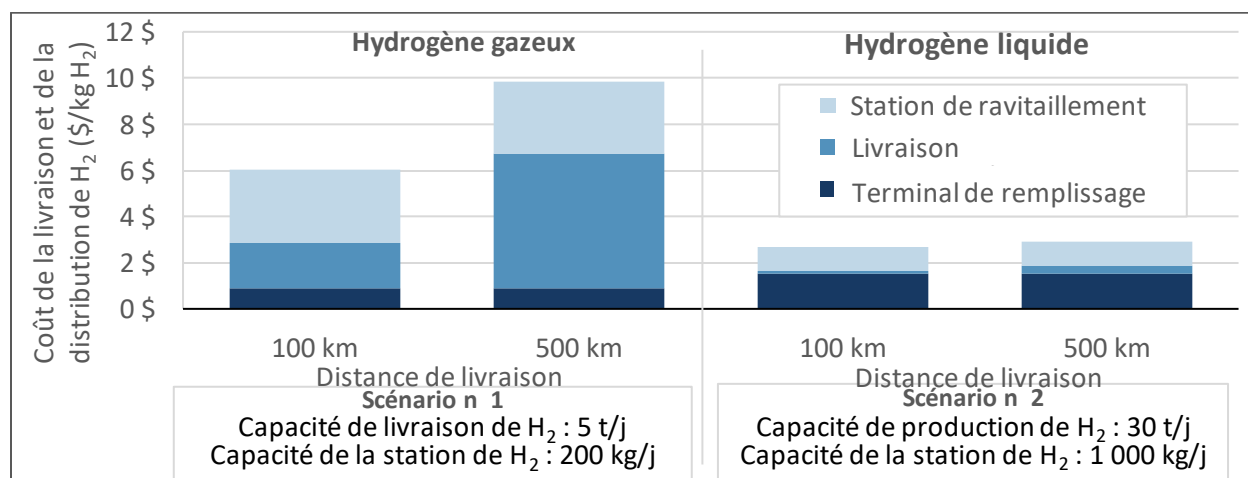 Coût de la livraison et de la
distribution de H₂ ($/kg H₂)
12 $
10 $
8 $
6 $
4 $
2 $
0 $
Hydrogène gazeux
Hydrogène liquide
Station de ravitaillement
Livraison
Terminal de remplissage
100 km
500 km
100 km
500 km
Distance de livraison
Distance de livraison
Scénario n 1
Capacité de livraison de H₂ : 5 t/j
Capacité de la station de H₂ : 200 kg/j
Scénario n 2
Capacité de production de H₂ : 30 t/j
Capacité de la station de H₂ : 1 000 kg/j